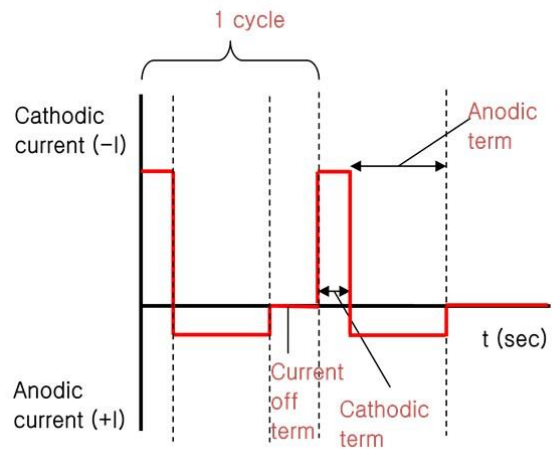 1 cycle
Cathodic
current (-I)
Anodic
term
t (sec)
Current
off
term
Cathodic
term
Anodic
current (+I)